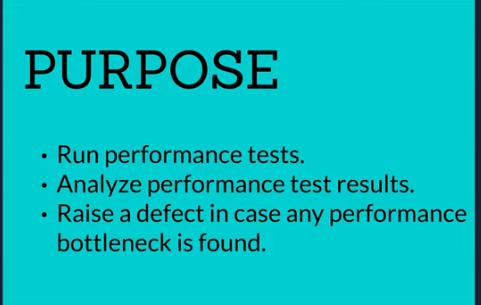 PURPOSE
• Run performance tests.
• Analyze performance test results.
• Raise a defect in case any performance
bottleneck is found.